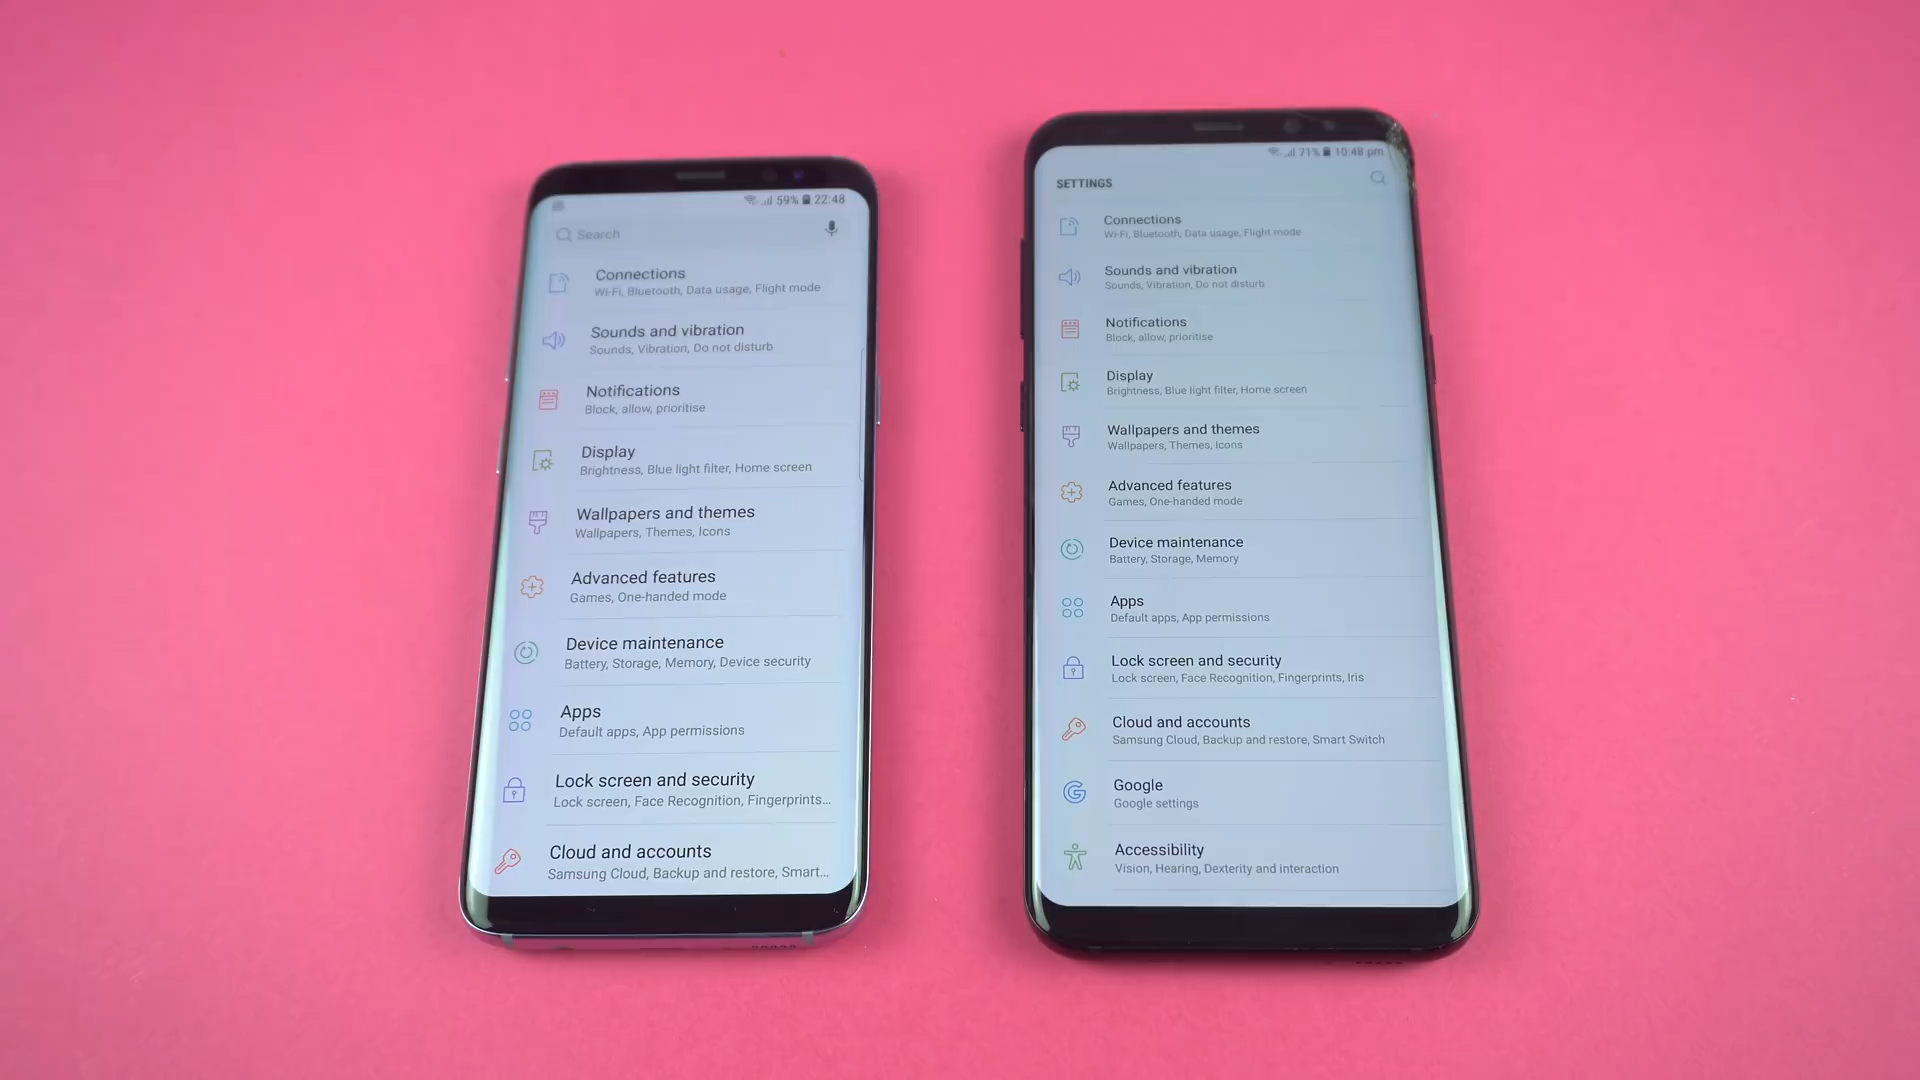 59% 22:48
Search
Connections
Wi-Fi, Bluetooth, Data usage, Flight mode
Sounds and vibration
Sounds, Vibration, Do not disturb
Notifications
Block, allow, prioritise
Display
Brightness, Blue light filter, Home screen
Wallpapers and themes
Wallpapers, Themes, Icons
Advanced features
Games, One-handed mode
Device maintenance
Battery, Storage, Memory, Device security
Apps
Default apps, App permissions
Lock screen and security
Lock screen, Face Recognition, Fingerprints...
Cloud and accounts
Samsung Cloud, Backup and restore, Smart...
71% 10:48 pm
SETTINGS
Connections
Wi-Fi, Bluetooth, Data usage, Flight mode
Sounds and vibration
Sounds, Vibration, Do not disturb
Notifications
Block, allow, prioritise
Display
Brightness, Blue light filter, Home screen
Wallpapers and themes
Wallpapers, Themes, Icons
Advanced features
Games, One-handed mode
Device maintenance
Battery, Storage, Memory
Apps
Default apps, App permissions
Lock screen and security
Lock screen, Face Recognition, Fingerprints, Iris
Cloud and accounts
Samsung Cloud, Backup and restore, Smart Switch
Google
Google settings
Accessibility
Vision, Hearing, Dexterity and interaction